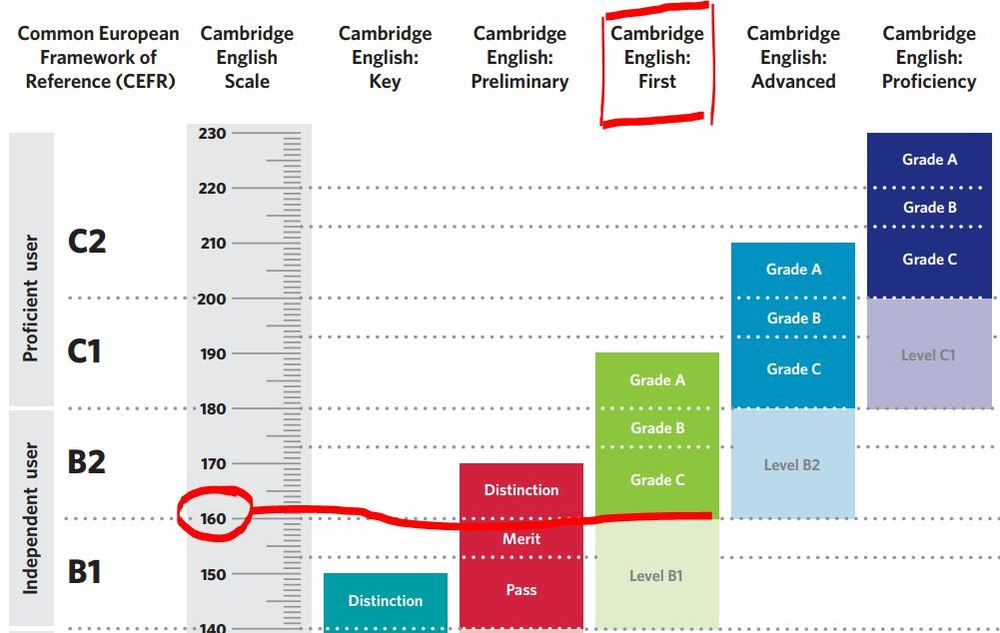 Common European
Framework of
Reference (CEFR)
Cambridge
English
Scale
Cambridge
English:
Key
Cambridge
English:
Preliminary
Cambridge
English:
First
Cambridge
English:
Advanced
Cambridge
English:
Proficiency
Proficient user
Independent user
C2
C1
B2
B1
230
220
210
200
190
180
170
160
150
140
Distinction
Distinction
Merit
Pass
Grade A
Grade B
Grade C
Level B1
Grade A
Grade B
Grade C
Level B2
Grade A
Grade B
Grade C
Level C1